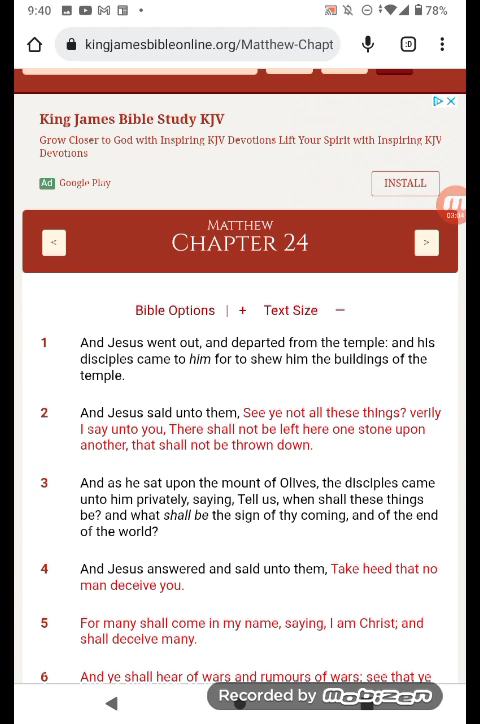 9:40
78%
kingjamesbibleonline.org/Matthew-Chapt
:D
King James Bible Study KJV
Grow Closer to God with Inspiring KJV Devotions Lift Your Spirit with Inspiring KJV
Devotions
Ad Google Play
INSTALL
03:04
MATTHEW
< CHAPTER 24 >
Bible Options | + Text Size −
1 And Jesus went out, and departed from the temple: and his
disciples came to him for to shew him the buildings of the
temple.
2 And Jesus said unto them, See ye not all these things? verily
I say unto you, There shall not be left here one stone upon
another, that shall not be thrown down.
3 And as he sat upon the mount of Olives, the disciples came
unto him privately, saying, Tell us, when shall these things
be? and what shall be the sign of thy coming, and of the end
of the world?
4 And Jesus answered and said unto them, Take heed that no
man deceive you.
5 For many shall come in my name, saying, I am Christ; and
shall deceive many.
6 And ye shall hear of wars and rumours of wars: see that ye
Recorded by mobizen